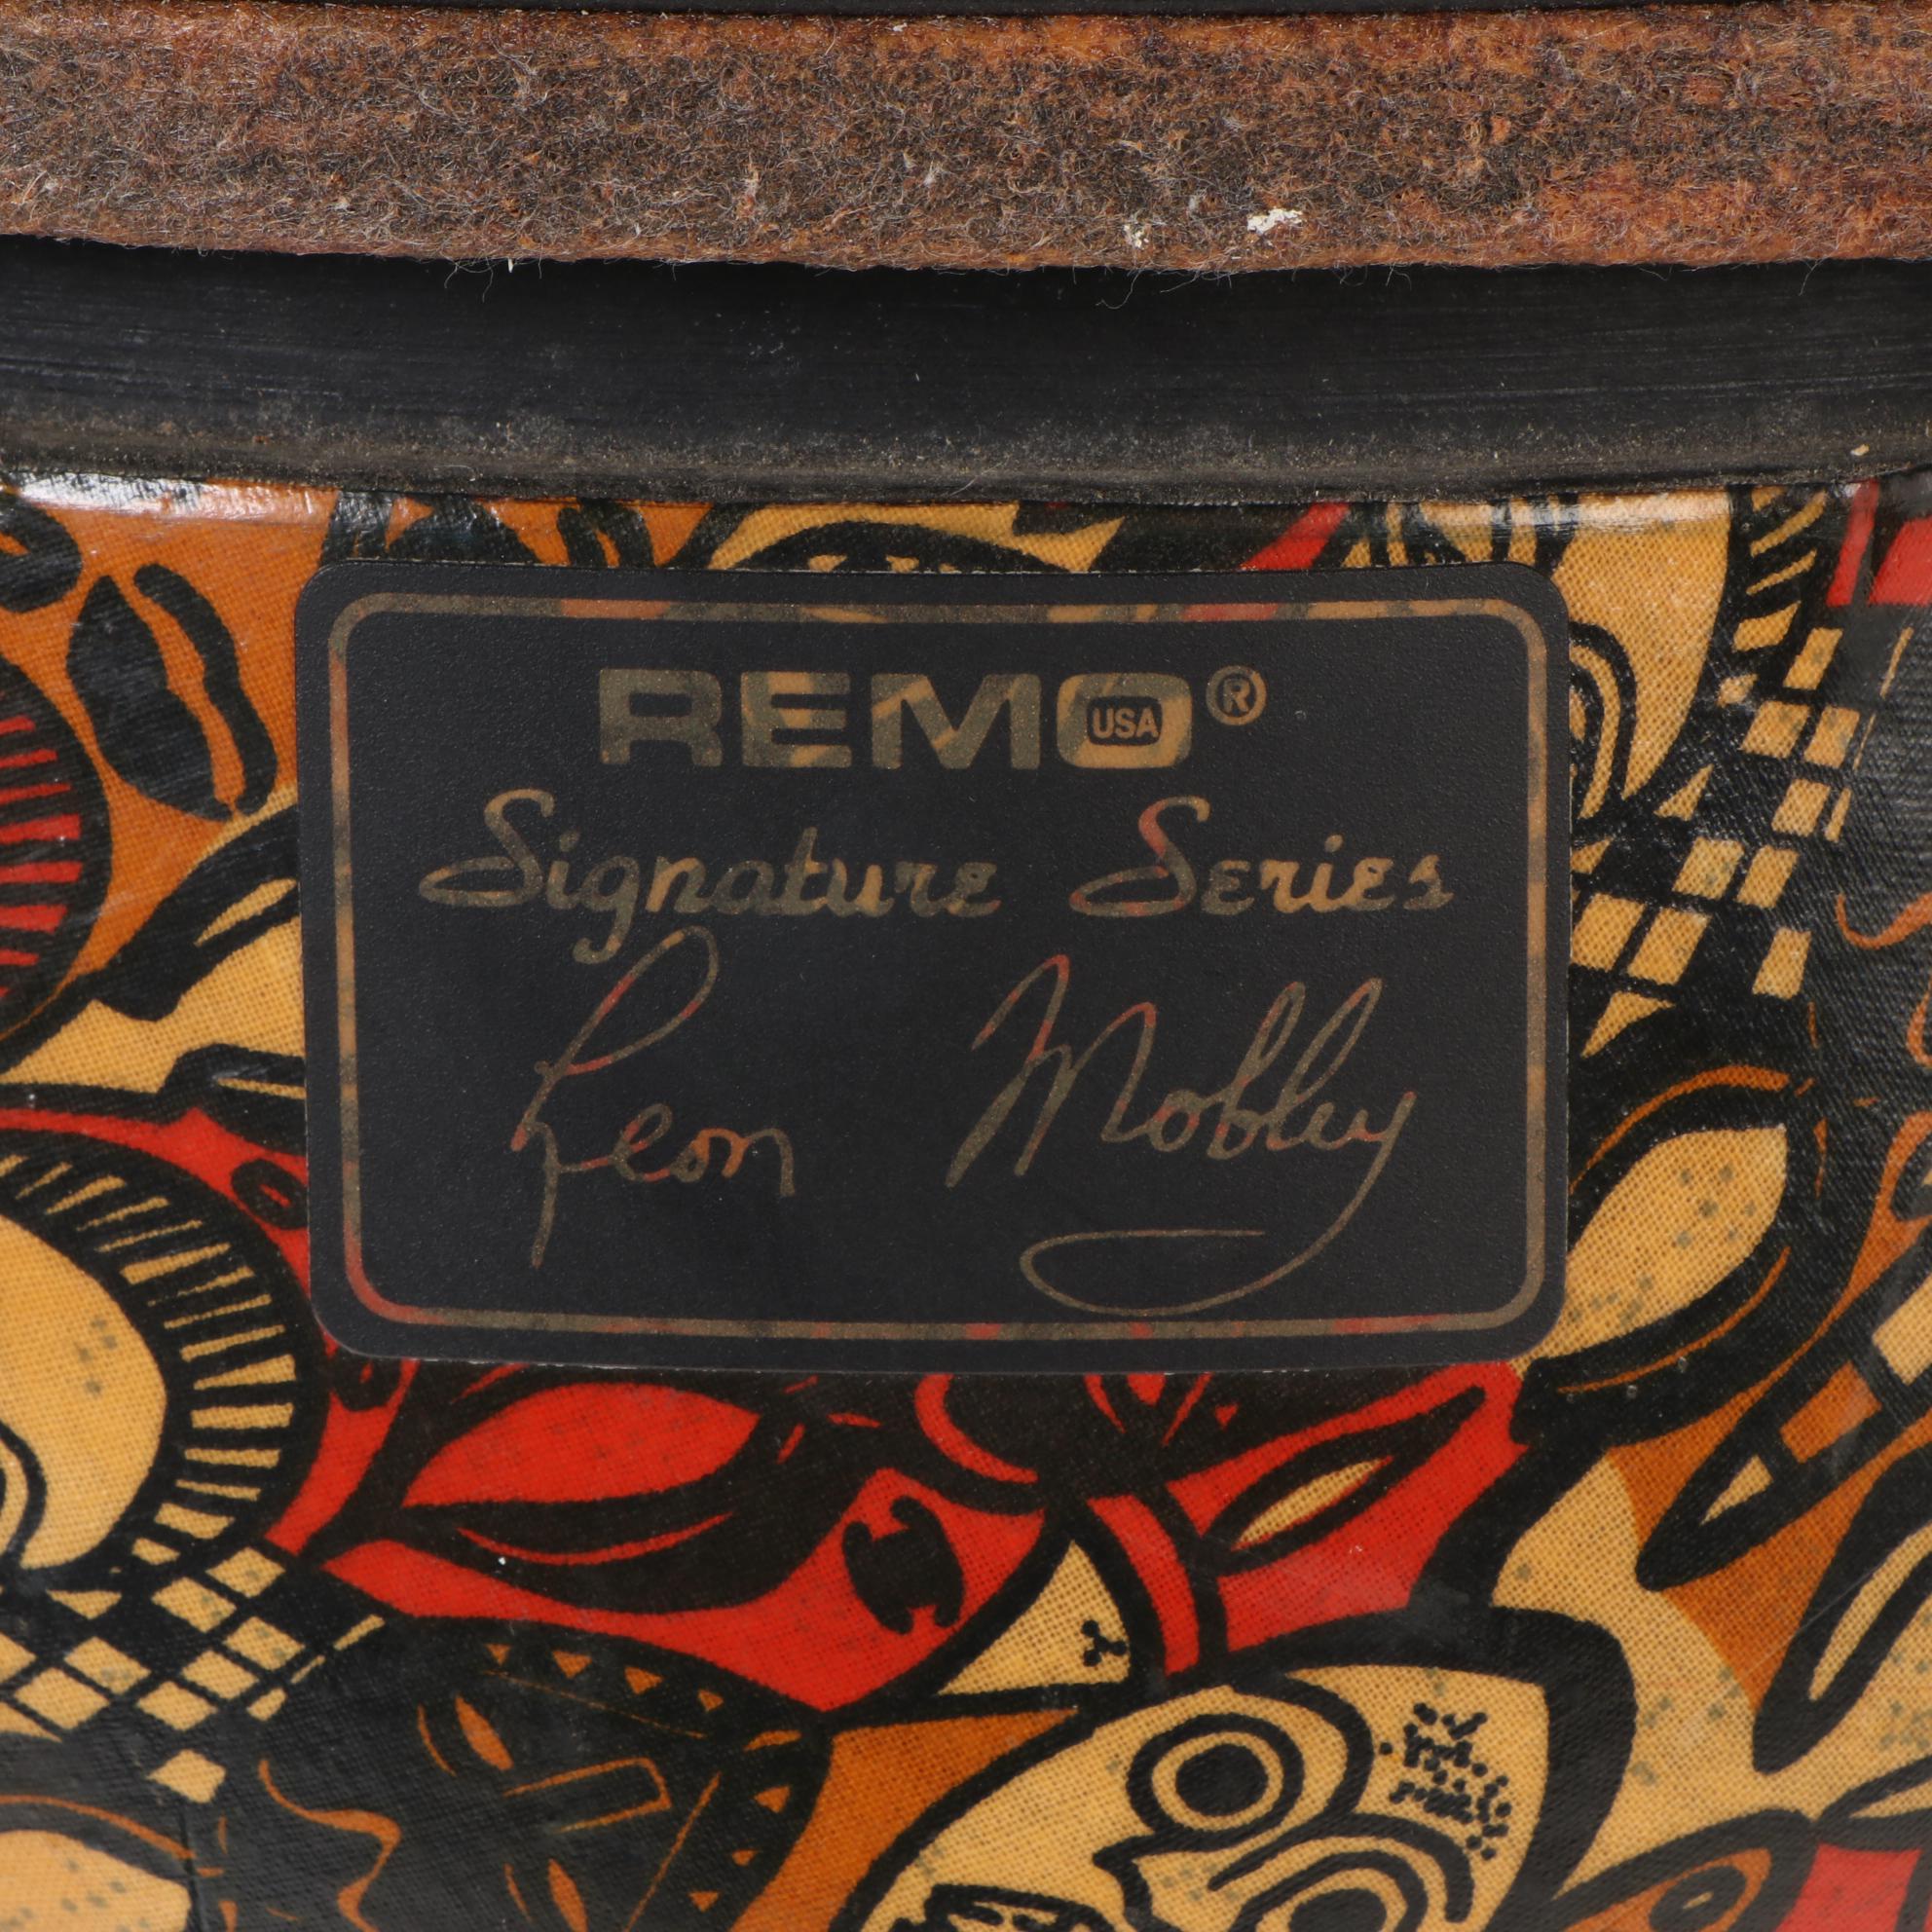 REMO USA ®
Signature Series
Leon Mobley